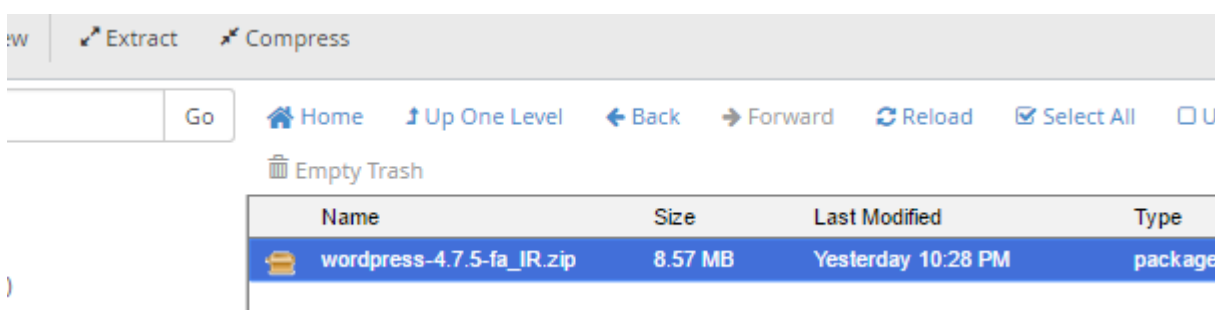 Extract Compress
Go Home Up One Level Back Forward Reload Select All
Empty Trash
Name Size Last Modified Type
wordpress-4.7.5-fa_IR.zip 8.57 MB Yesterday 10:28 PM package
)